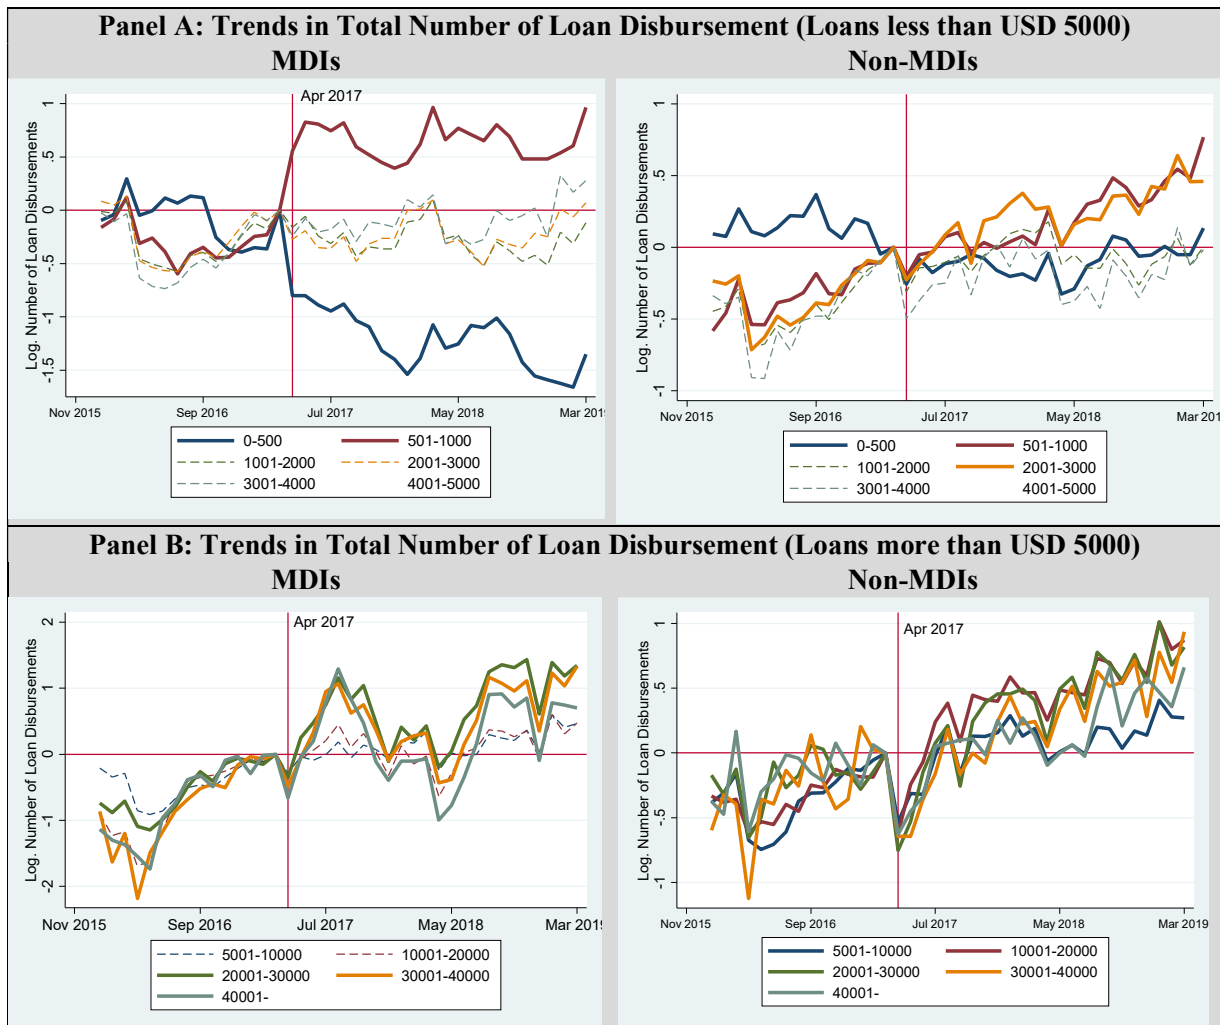 Panel A: Trends in Total Number of Loan Disbursement (Loans less than USD 5000)
MDIs
Non-MDIs
Apr 2017
Log. Number of Loan Disbursements
1
.5
0
-.5
-1
-1.5
Nov 2015
Sep 2016
Jul 2017
May 2018
Mar 2019
0-500
501-1000
1001-2000
2001-3000
3001-4000
4001-5000
Log. Number of Loan Disbursements
1
.5
0
-.5
-1
Nov 2015
Sep 2016
Jul 2017
May 2018
Mar 2019
0-500
501-1000
1001-2000
2001-3000
3001-4000
4001-5000
Panel B: Trends in Total Number of Loan Disbursement (Loans more than USD 5000)
MDIs
Non-MDIs
Apr 2017
Log. Number of Loan Disbursements
2
1
0
-1
-2
Nov 2015
Sep 2016
Jul 2017
May 2018
Mar 2019
5001-10000
10001-20000
20001-30000
30001-40000
40001-
Apr 2017
Log. Number of Loan Disbursements
1
.5
0
-.5
-1
Nov 2015
Sep 2016
Jul 2017
May 2018
Mar 2019
5001-10000
10001-20000
20001-30000
30001-40000
40001-